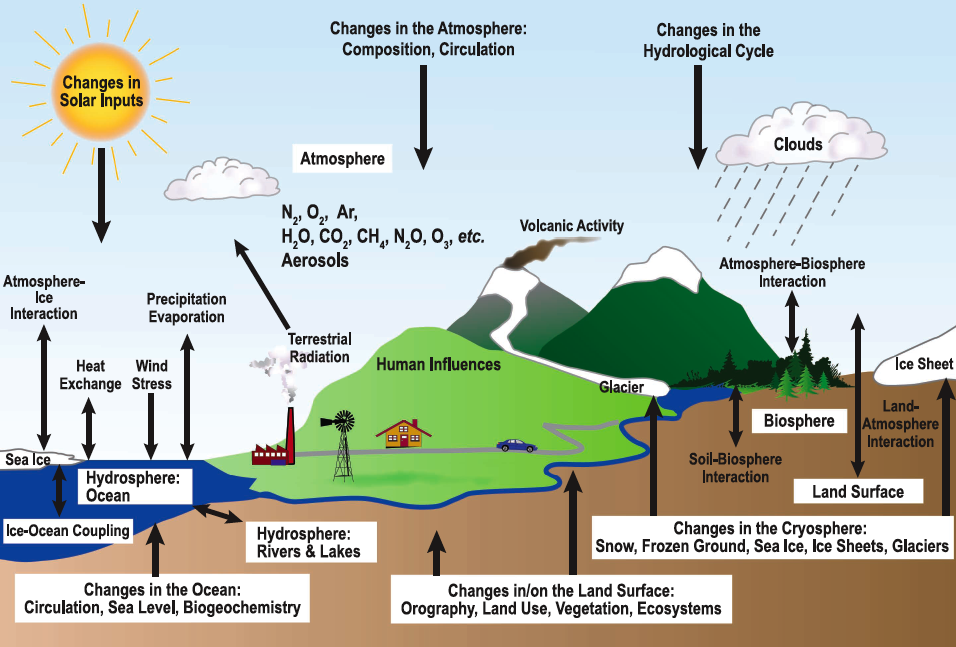 Changes in the Atmosphere:
Composition, Circulation
Changes in the
Hydrological Cycle
Changes in
Solar Inputs
Clouds
Atmosphere
N₂, O₂, Ar,
H₂O, CO₂, CH₄, N₂O, O₃, etc.
Aerosols
Volcanic Activity
Atmosphere–Biosphere
Interaction
Atmosphere–
Ice
Interaction
Precipitation
Evaporation
Terrestrial
Radiation
Heat
Exchange
Wind
Stress
Human Influences
Glacier
Ice Sheet
Land-
Atmosphere
Interaction
Biosphere
Soil-Biosphere
Interaction
Land Surface
Sea Ice
Hydrosphere:
Ocean
Ice-Ocean Coupling
Hydrosphere:
Rivers & Lakes
Changes in the Cryosphere:
Snow, Frozen Ground, Sea Ice, Ice Sheets, Glaciers
Changes in the Ocean:
Circulation, Sea Level, Biogeochemistry
Changes in/on the Land Surface:
Orography, Land Use, Vegetation, Ecosystems